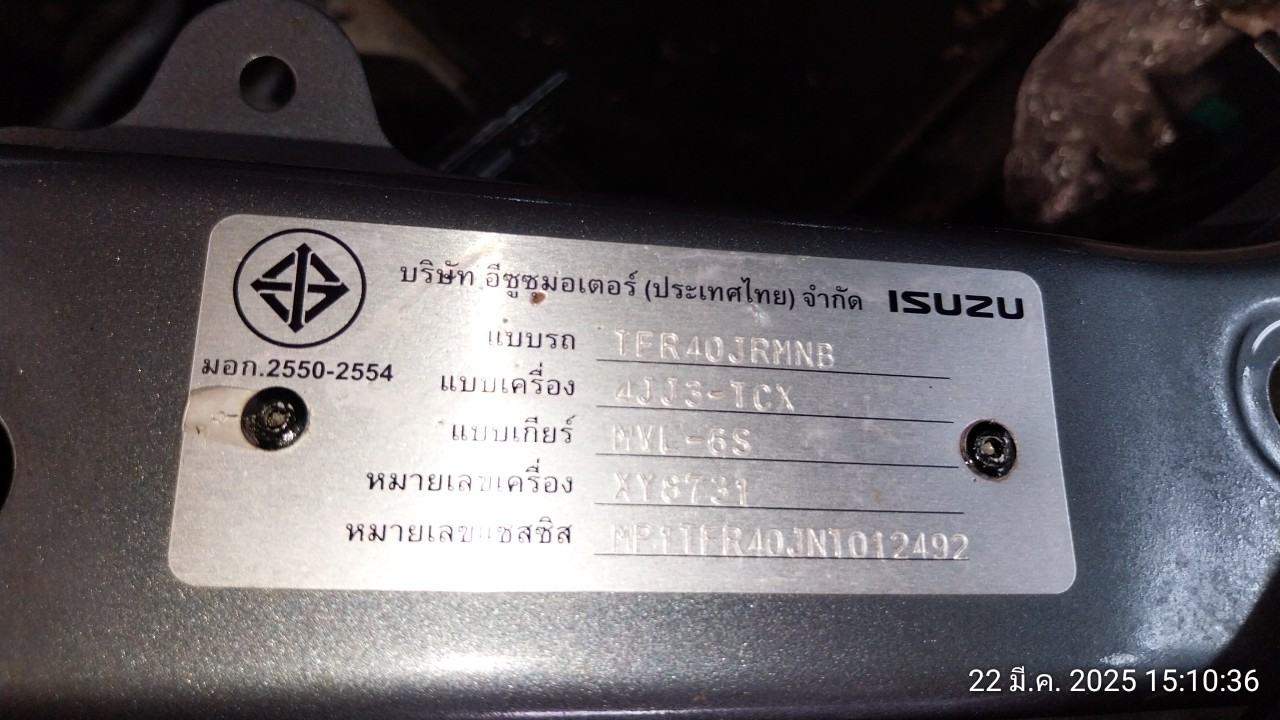 บริษัท อีซูซุมอเตอร์ (ประเทศไทย) จำกัด ISUZU
มอก.2550-2554
แบบรถ TFR40JRMNB
แบบเครื่อง 4JJ3-TCX
แบบเกียร์ MVL-6S
หมายเลขเครื่อง XY8731
หมายเลขแซสซิส MP1TFR40JNT012492
22 มี.ค. 2025 15:10:36